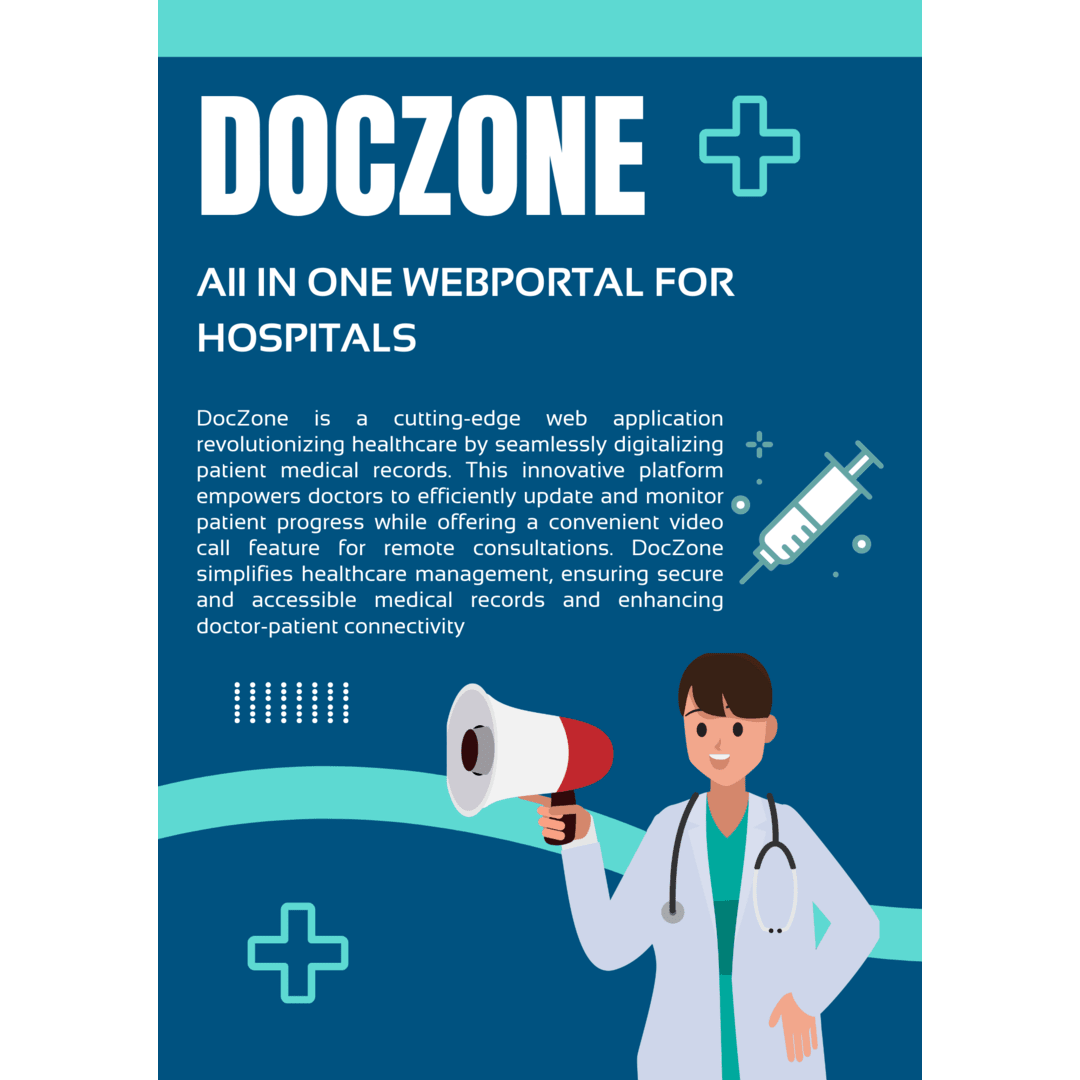 DOCZONE
All IN ONE WEBPORTAL FOR
HOSPITALS
DocZone is a cutting-edge web application
revolutionizing healthcare by seamlessly digitalizing
patient medical records. This innovative platform
empowers doctors to efficiently update and monitor
patient progress while offering a convenient video
call feature for remote consultations. DocZone
simplifies healthcare management, ensuring secure
and accessible medical records and enhancing
doctor-patient connectivity